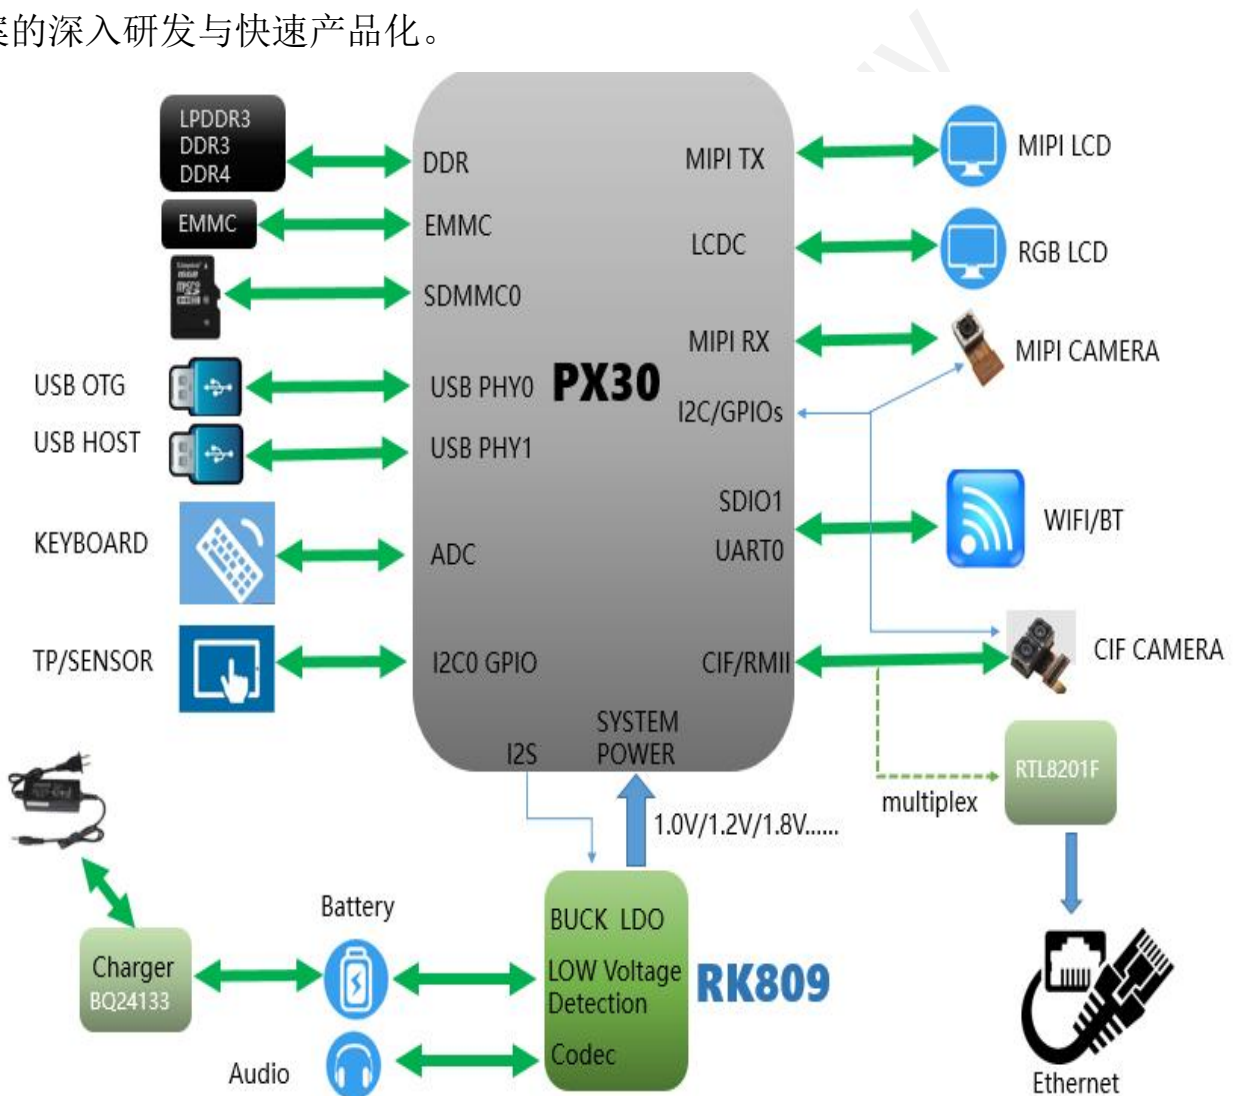 的深入研发与快速产品化。
LPDDR3
DDR3
DDR4
DDR
MIPI TX
MIPI LCD
EMMC
EMMC
LCDC
RGB LCD
SDMMC0
MIPI RX
MIPI CAMERA
USB OTG
USB PHY0
PX30
I2C/GPIOs
USB HOST
USB PHY1
SDIO1
UART0
WIFI/BT
KEYBOARD
ADC
TP/SENSOR
I2C0 GPIO
CIF/RMII
CIF CAMERA
I2S
SYSTEM
POWER
RTL8201F
multiplex
1.0V/1.2V/1.8V......
Battery
BUCK LDO
Charger
BQ24133
LOW Voltage
Detection
RK809
Codec
Audio
Ethernet